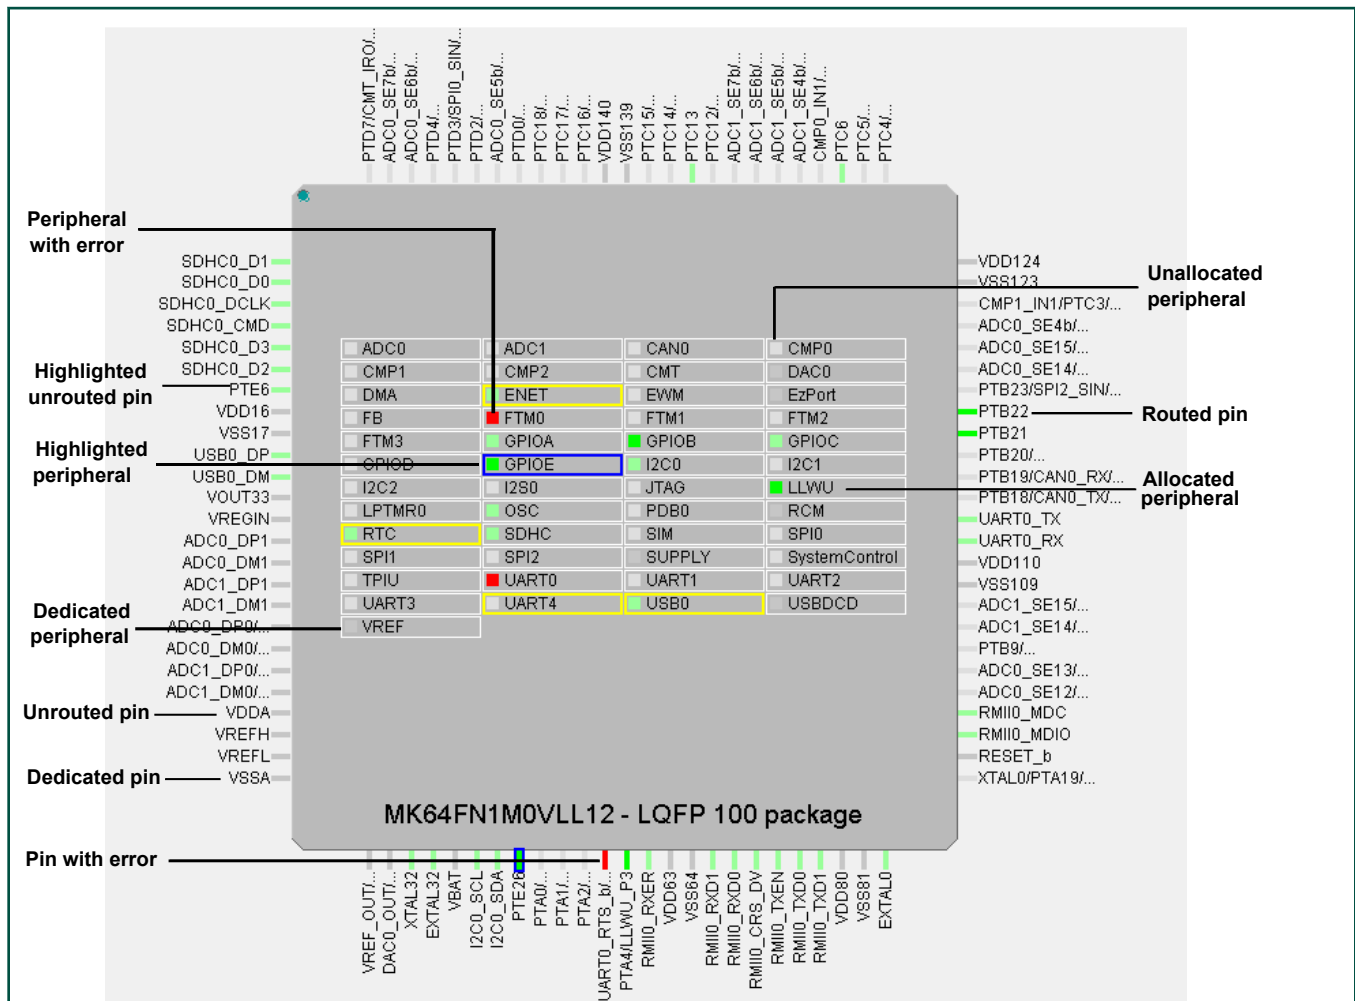 PTD7/CMT_IRO/...
ADC0_SE7b/...
ADC0_SE6b/...
PTD4/...
PTD3/SPI0_SIN/...
PTD2/...
ADC0_SE5b/...
PTD0/...
PTC18/...
PTC17/...
PTC16/...
VDD140
VSS139
PTC15/...
PTC14/...
PTC13
PTC12/...
ADC1_SE7b/...
ADC1_SE6b/...
ADC1_SE5b/...
ADC1_SE4b/...
CMP0_IN1/...
PTC6
PTC5/...
PTC4/...
Peripheral
with error
Highlighted
unrouted pin
Highlighted
peripheral
Dedicated
peripheral
Unrouted pin
Dedicated pin
Pin with error
SDHC0_D1
SDHC0_D0
SDHC0_DCLK
SDHC0_CMD
SDHC0_D3
SDHC0_D2
PTE6
VDD16
VSS17
USB0_DP
USB0_DM
VOUT33
VREGIN
ADC0_DP1
ADC0_DM1
ADC1_DP1
ADC1_DM1
ADC0_DP0/...
ADC0_DM0/...
ADC1_DP0/...
ADC1_DM0/...
VDDA
VREFH
VREFL
VSSA
ADC0 ADC1 CAN0 CMP0
CMP1 CMP2 CMT DAC0
DMA ENET EWM EzPort
FB FTM0 FTM1 FTM2
FTM3 GPIOA GPIOB GPIOC
GPIOD GPIOE I2C0 I2C1
I2C2 I2S0 JTAG LLWU
LPTMR0 OSC PDB0 RCM
RTC SDHC SIM SPI0
SPI1 SPI2 SUPPLY SystemControl
TPIU UART0 UART1 UART2
UART3 UART4 USB0 USBDCD
VREF
MK64FN1M0VLL12 - LQFP 100 package
VDD124
VSS123
CMP1_IN1/PTC3/...
ADC0_SE4b/...
ADC0_SE15/...
ADC0_SE14/...
PTB23/SPI2_SIN/...
PTB22
PTB21
PTB20/...
PTB19/CAN0_RX/...
PTB18/CAN0_TX/...
UART0_TX
UART0_RX
VDD110
VSS109
ADC1_SE15/...
ADC1_SE14/...
PTB9/...
ADC0_SE13/...
ADC0_SE12/...
RMII0_MDC
RMII0_MDIO
RESET_b
XTAL0/PTA19/...
Unallocated
peripheral
Routed pin
Allocated
peripheral
VREF_OUT/...
DAC0_OUT/...
XTAL32
EXTAL32
VBAT
I2C0_SCL
I2C0_SDA
PTE26
PTA0/...
PTA1/...
PTA2/...
UART0_RTS_b/...
PTA4/LLWU_P3
RMII0_RXER
VDD63
VSS64
RMII0_RXD1
RMII0_RXD0
RMII0_CRS_DV
RMII0_TXEN
RMII0_TXD0
RMII0_TXD1
VDD80
VSS81
EXTAL0